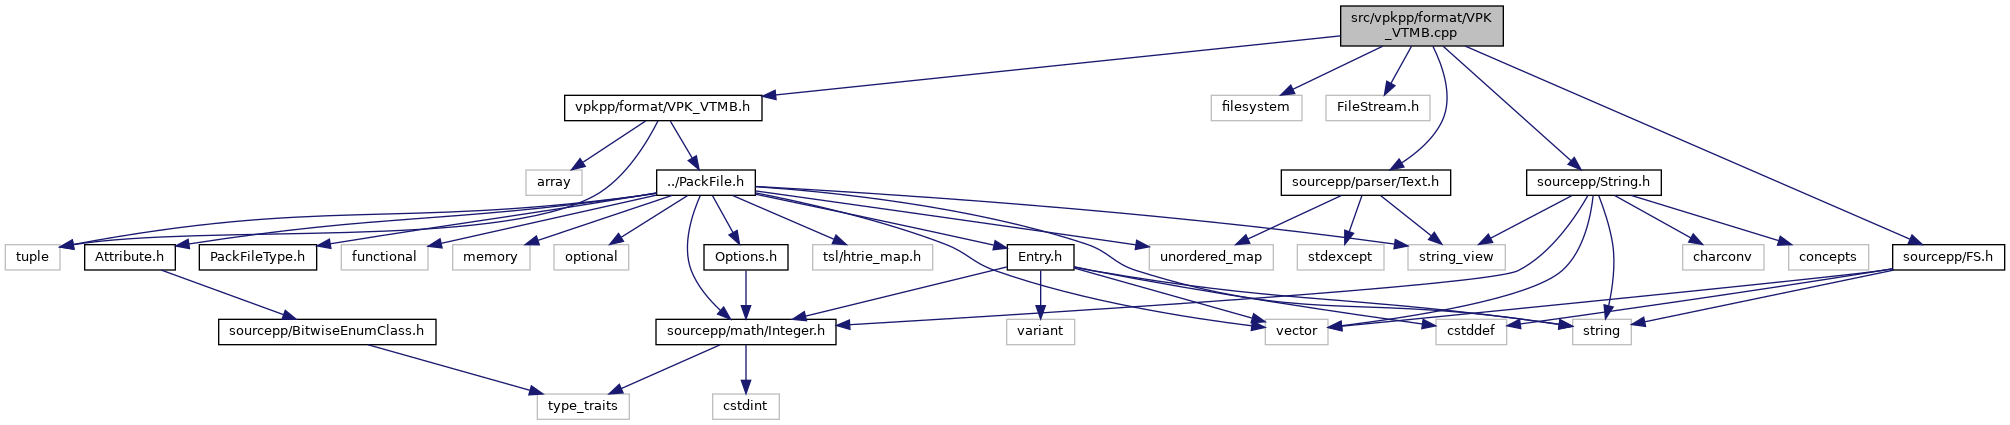 src/vpkpp/format/VPK
_VTMB.cpp
vpkpp/format/VPK_VTMB.h
filesystem
FileStream.h
array
../PackFile.h
sourcepp/parser/Text.h
sourcepp/String.h
tuple
Attribute.h
PackFileType.h
functional
memory
optional
Options.h
tsl/htrie_map.h
Entry.h
unordered_map
stdexcept
string_view
charconv
concepts
sourcepp/FS.h
sourcepp/BitwiseEnumClass.h
sourcepp/math/Integer.h
variant
vector
cstddef
string
type_traits
cstdint